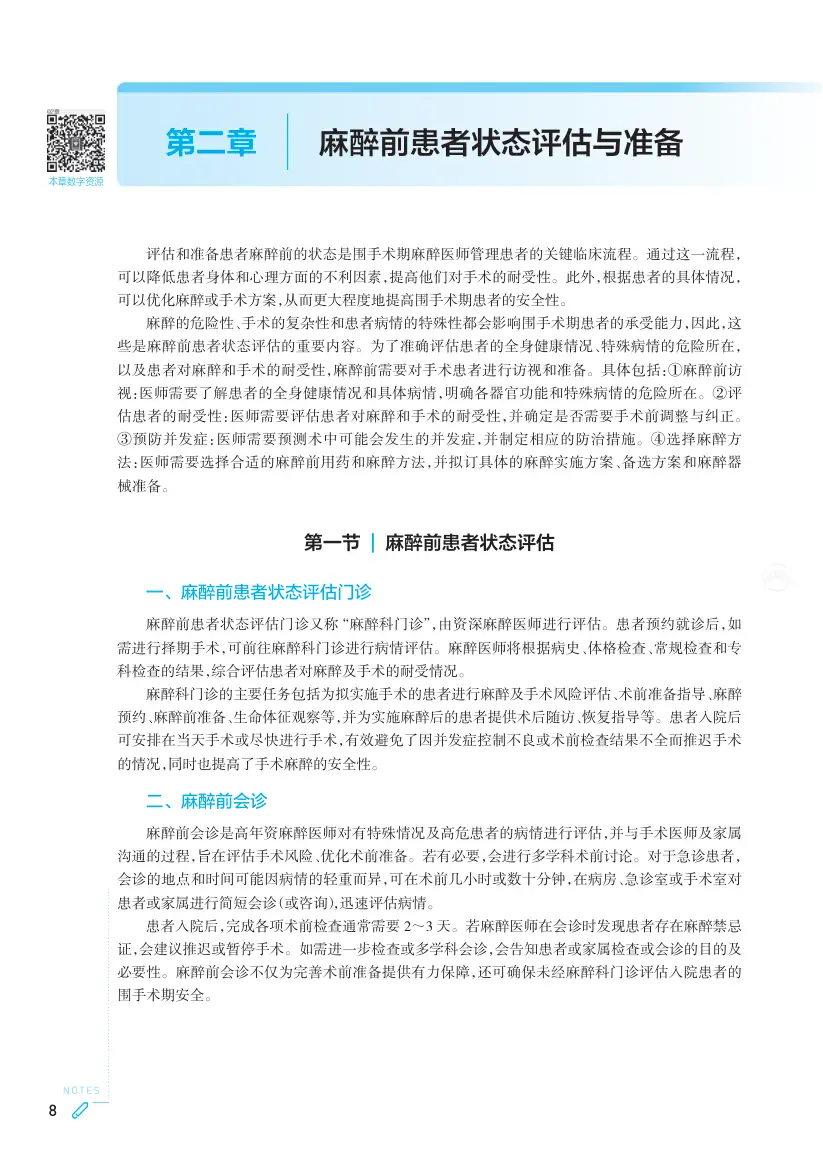 第二章
麻醉前患者状态评估与准备
本章数字资源
评估和准备患者麻醉前的状态是围手术期麻醉医师管理患者的关键临床流程。通过这一流程，
可以降低患者身体和心理方面的不利因素，提高他们对手术的耐受性。此外，根据患者的具体情况，
可以优化麻醉或手术方案，从而更大程度地提高围手术期患者的安全性。
麻醉的危险性、手术的复杂性和患者病情的特殊性都会影响围手术期患者的承受能力，因此，这
些是麻醉前患者状态评估的重要内容。为了准确评估患者的全身健康情况、特殊病情的危险所在，
以及患者对麻醉和手术的耐受性，麻醉前需要对手术患者进行访视和准备。具体包括：①麻醉前访
视：医师需要了解患者的全身健康情况和具体病情，明确各器官功能和特殊病情的危险所在。②评
估患者的耐受性：医师需要评估患者对麻醉和手术的耐受性，并确定是否需要手术前调整与纠正。
③预防并发症：医师需要预测术中可能会发生的并发症，并制定相应的防治措施。④选择麻醉方
法：医师需要选择合适的麻醉前用药和麻醉方法，并拟订具体的麻醉实施方案、备选方案和麻醉器
械准备。
第一节 | 麻醉前患者状态评估
一、麻醉前患者状态评估门诊
麻醉前患者状态评估门诊又称“麻醉科门诊”，由资深麻醉医师进行评估。患者预约就诊后，如
需进行择期手术，可前往麻醉科门诊进行病情评估。麻醉医师将根据病史、体格检查、常规检查和专
科检查的结果，综合评估患者对麻醉及手术的耐受情况。
麻醉科门诊的主要任务包括为拟实施手术的患者进行麻醉及手术风险评估、术前准备指导、麻醉
预约、麻醉前准备、生命体征观察等，并为实施麻醉后的患者提供术后随访、恢复指导等。患者入院后
可安排在当天手术或尽快进行手术，有效避免了因并发症控制不良或术前检查结果不全而推迟手术
的情况，同时也提高了手术麻醉的安全性。
二、麻醉前会诊
麻醉前会诊是高年资麻醉医师对有特殊情况及高危患者的病情进行评估，并与手术医师及家属
沟通的过程，旨在评估手术风险、优化术前准备。若有必要，会进行多学科术前讨论。对于急诊患者，
会诊的地点和时间可能因病情的轻重而异，可在术前几小时或数十分钟，在病房、急诊室或手术室对
患者或家属进行简短会诊（或咨询），迅速评估病情。
患者入院后，完成各项术前检查通常需要 2～3 天。若麻醉医师在会诊时发现患者存在麻醉禁忌
证，会建议推迟或暂停手术。如需进一步检查或多学科会诊，会告知患者或家属检查或会诊的目的及
必要性。麻醉前会诊不仅为完善术前准备提供有力保障，还可确保未经麻醉科门诊评估入院患者的
围手术期安全。
NOTES
8